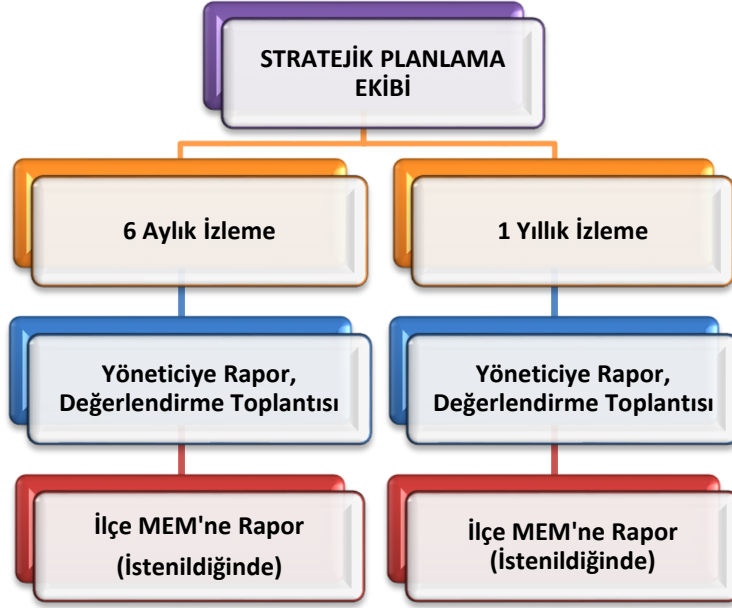 STRATEJİK PLANLAMA
EKİBİ
6 Aylık İzleme
1 Yıllık İzleme
Yöneticiye Rapor,
Değerlendirme Toplantısı
Yöneticiye Rapor,
Değerlendirme Toplantısı
İlçe MEM'ne Rapor
(İstenildiğinde)
İlçe MEM'ne Rapor
(İstenildiğinde)